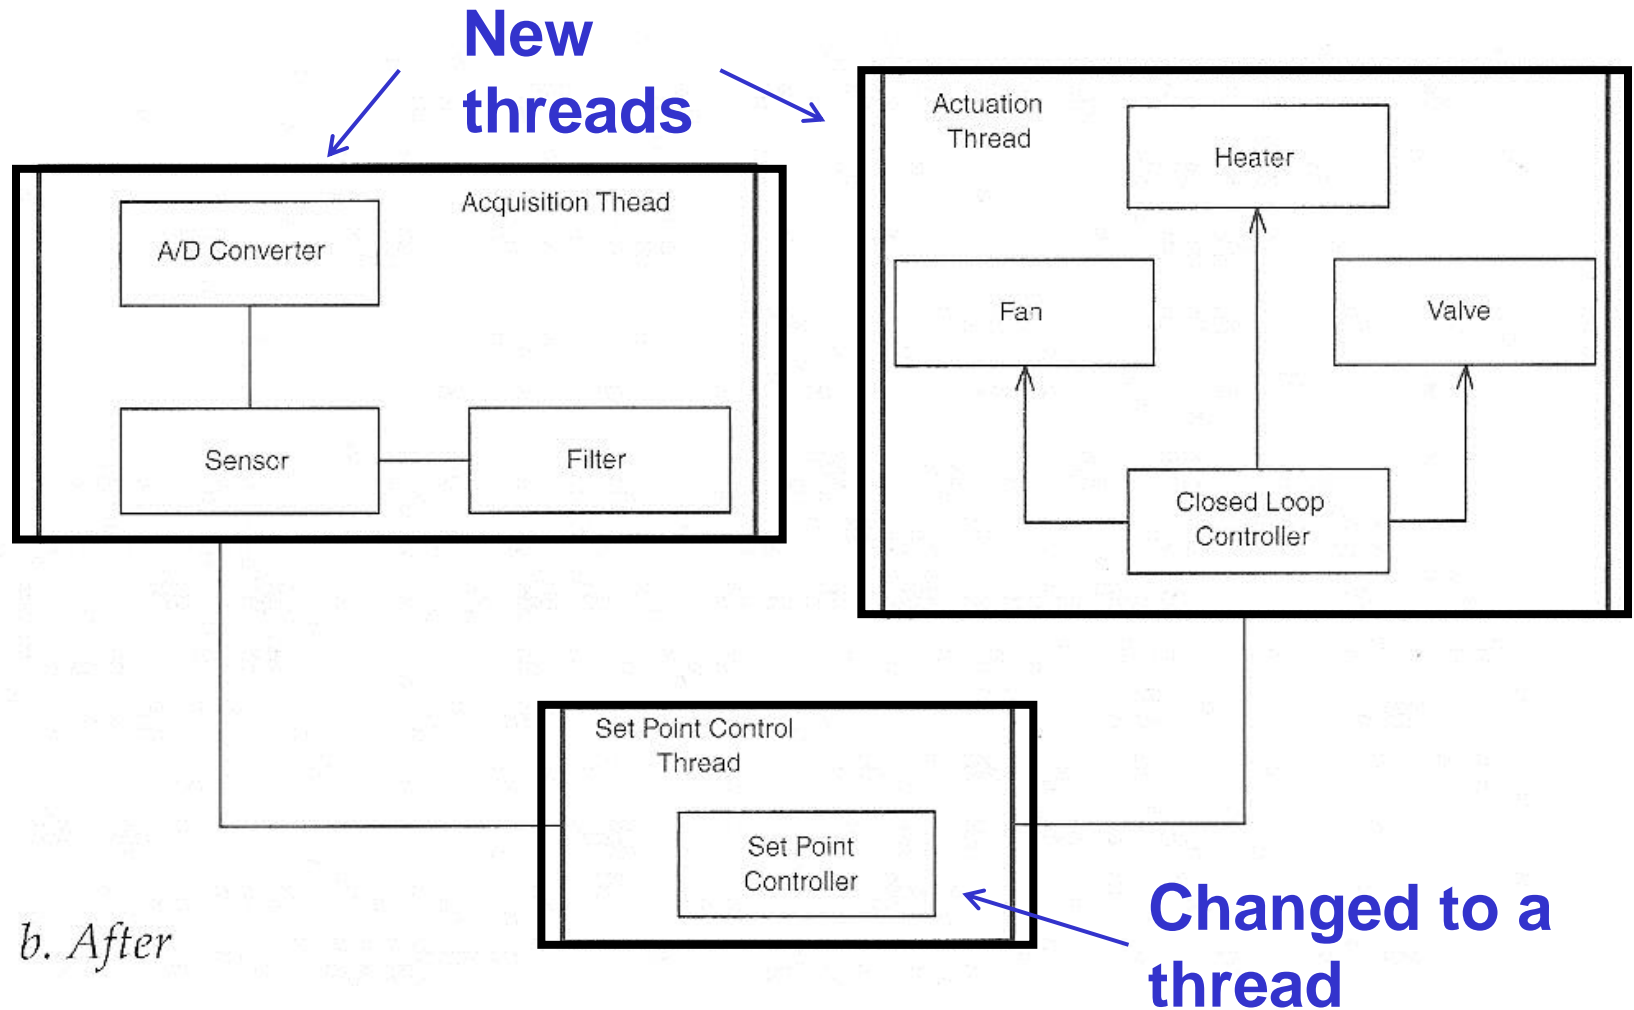 New
threads
Acquisition Thead
A/D Converter
Sensor
Filter
Actuation
Thread
Heater
Fan
Valve
Closed Loop
Controller
Set Point Control
Thread
Set Point
Controller
Changed to a
thread
b. After